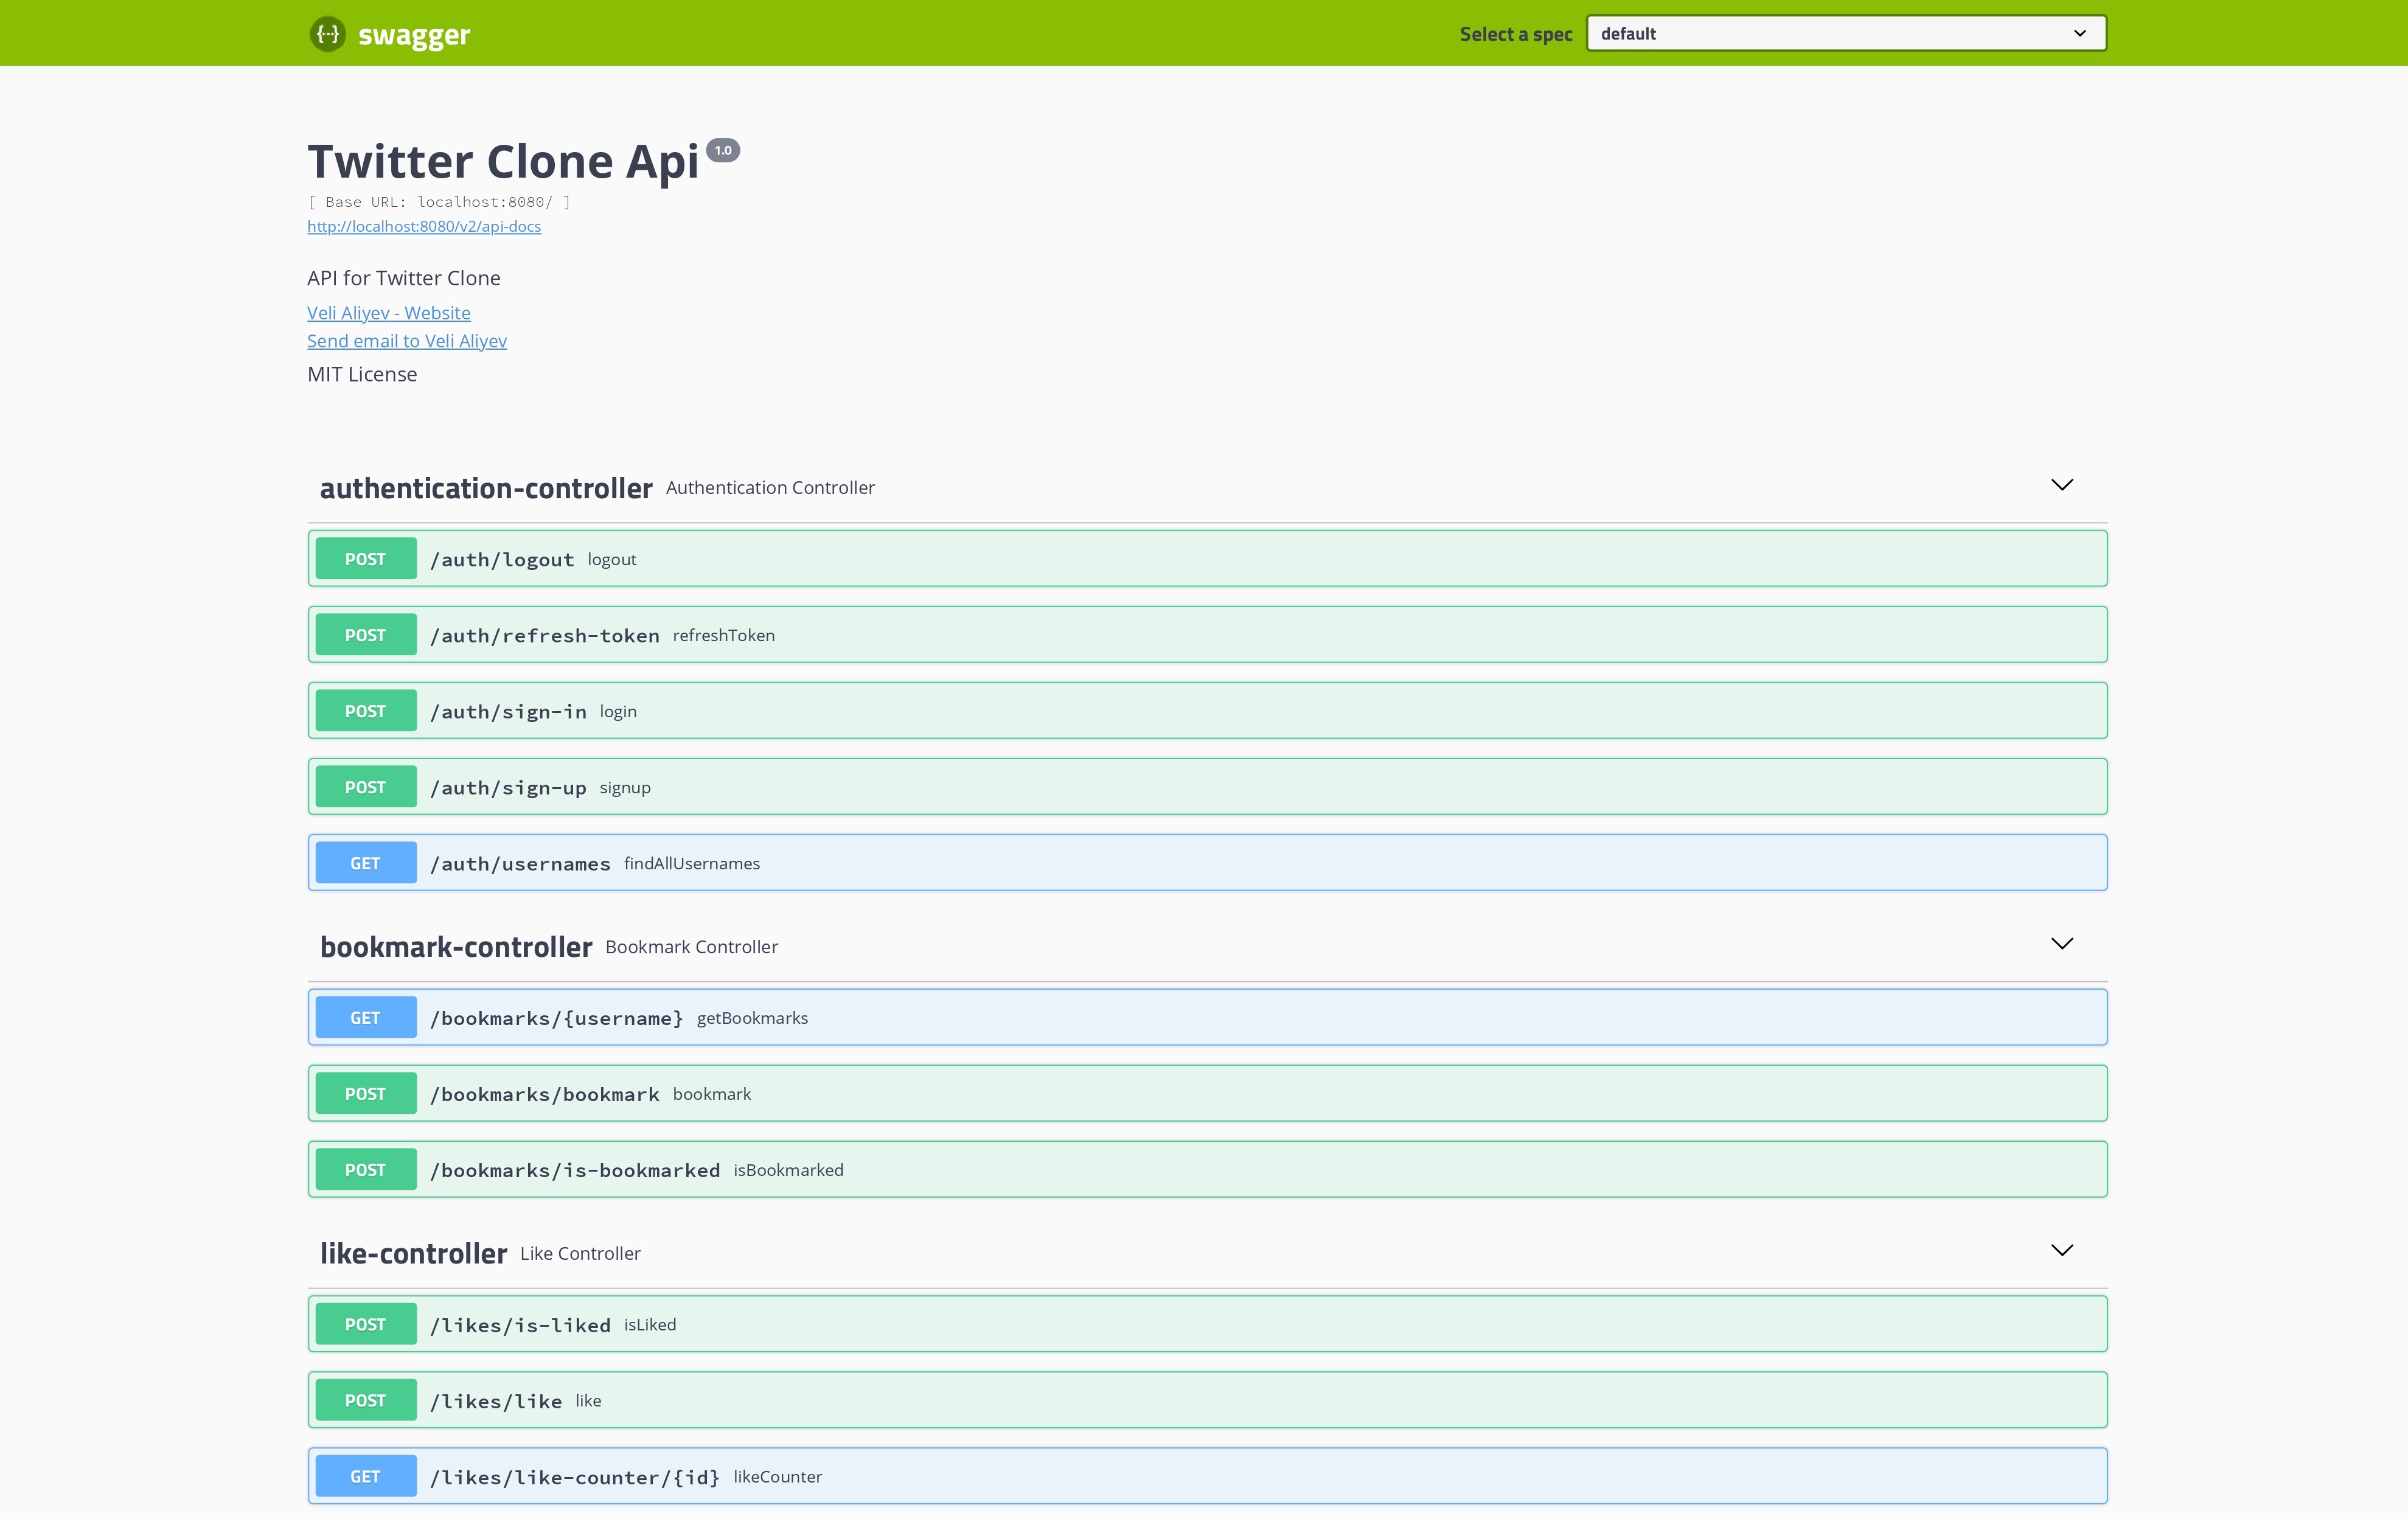 {···} swagger Select a spec default
Twitter Clone Api 1.0
[ Base URL: localhost:8080/ ]
http://localhost:8080/v2/api-docs
API for Twitter Clone
Veli Aliyev - Website
Send email to Veli Aliyev
MIT License
authentication-controller Authentication Controller
POST /auth/logout logout
POST /auth/refresh-token refreshToken
POST /auth/sign-in login
POST /auth/sign-up signup
GET /auth/usernames findAllUsernames
bookmark-controller Bookmark Controller
GET /bookmarks/{username} getBookmarks
POST /bookmarks/bookmark bookmark
POST /bookmarks/is-bookmarked isBookmarked
like-controller Like Controller
POST /likes/is-liked isLiked
POST /likes/like like
GET /likes/like-counter/{id} likeCounter